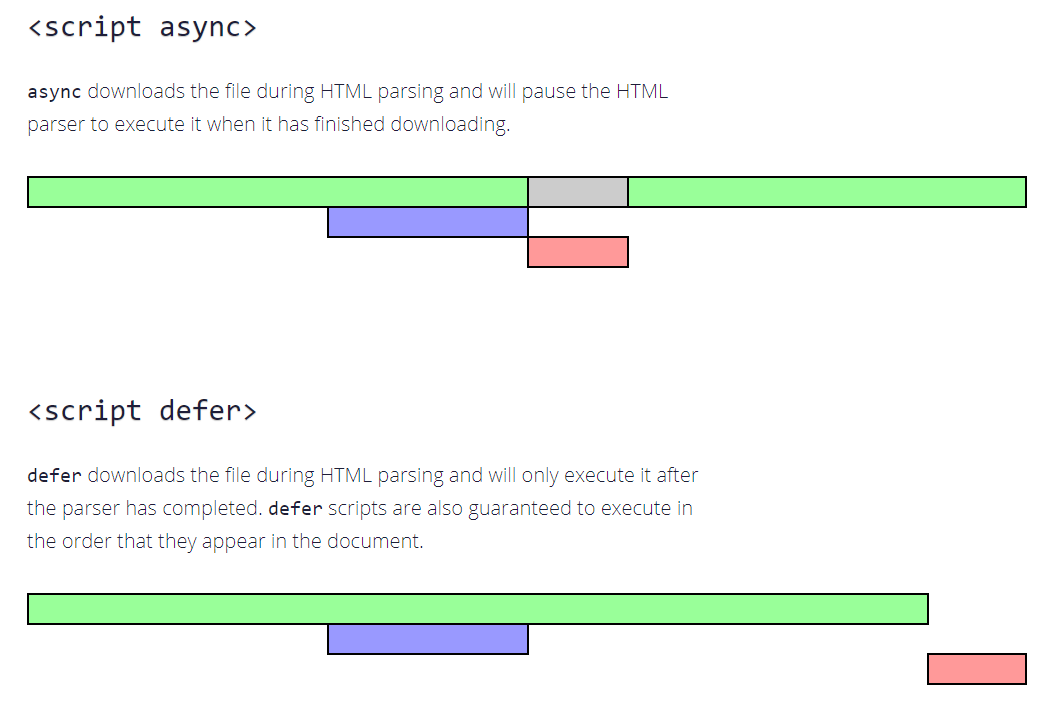 <script async>
async downloads the file during HTML parsing and will pause the HTML
parser to execute it when it has finished downloading.
<script defer>
defer downloads the file during HTML parsing and will only execute it after
the parser has completed. defer scripts are also guaranteed to execute in
the order that they appear in the document.